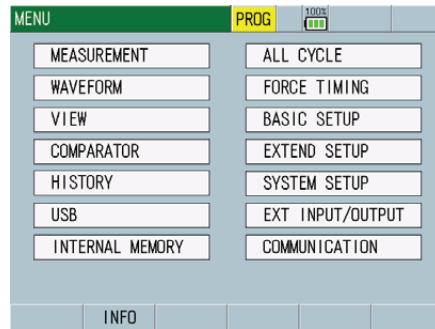 MENU PROG 100%
MEASUREMENT
WAVEFORM
VIEW
COMPARATOR
HISTORY
USB
INTERNAL MEMORY
ALL CYCLE
FORCE TIMING
BASIC SETUP
EXTEND SETUP
SYSTEM SETUP
EXT INPUT/OUTPUT
COMMUNICATION
INFO